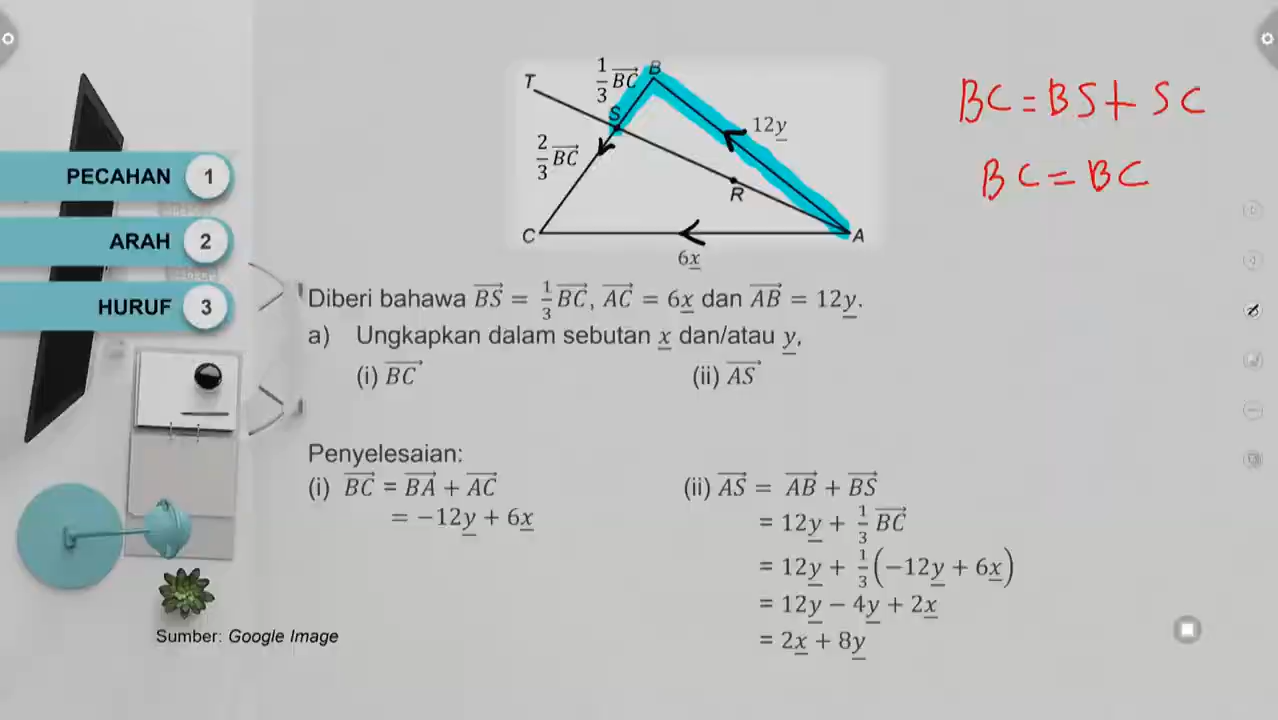 PECAHAN 1
ARAH 2
HURUF 3
T
1/3 BC→
B
S
12y
2/3 BC→
R
C
A
6x
BC = BS + SC
BC = BC
Diberi bahawa BS→ = 1/3 BC→, AC→ = 6x dan AB→ = 12y.
a) Ungkapkan dalam sebutan x dan/atau y,
(i) BC→ (ii) AS→
Penyelesaian:
(i) BC→ = BA→ + AC→
= −12y + 6x
(ii) AS→ = AB→ + BS→
= 12y + 1/3 BC→
= 12y + 1/3(−12y + 6x)
= 12y − 4y + 2x
= 2x + 8y
Sumber: Google Image